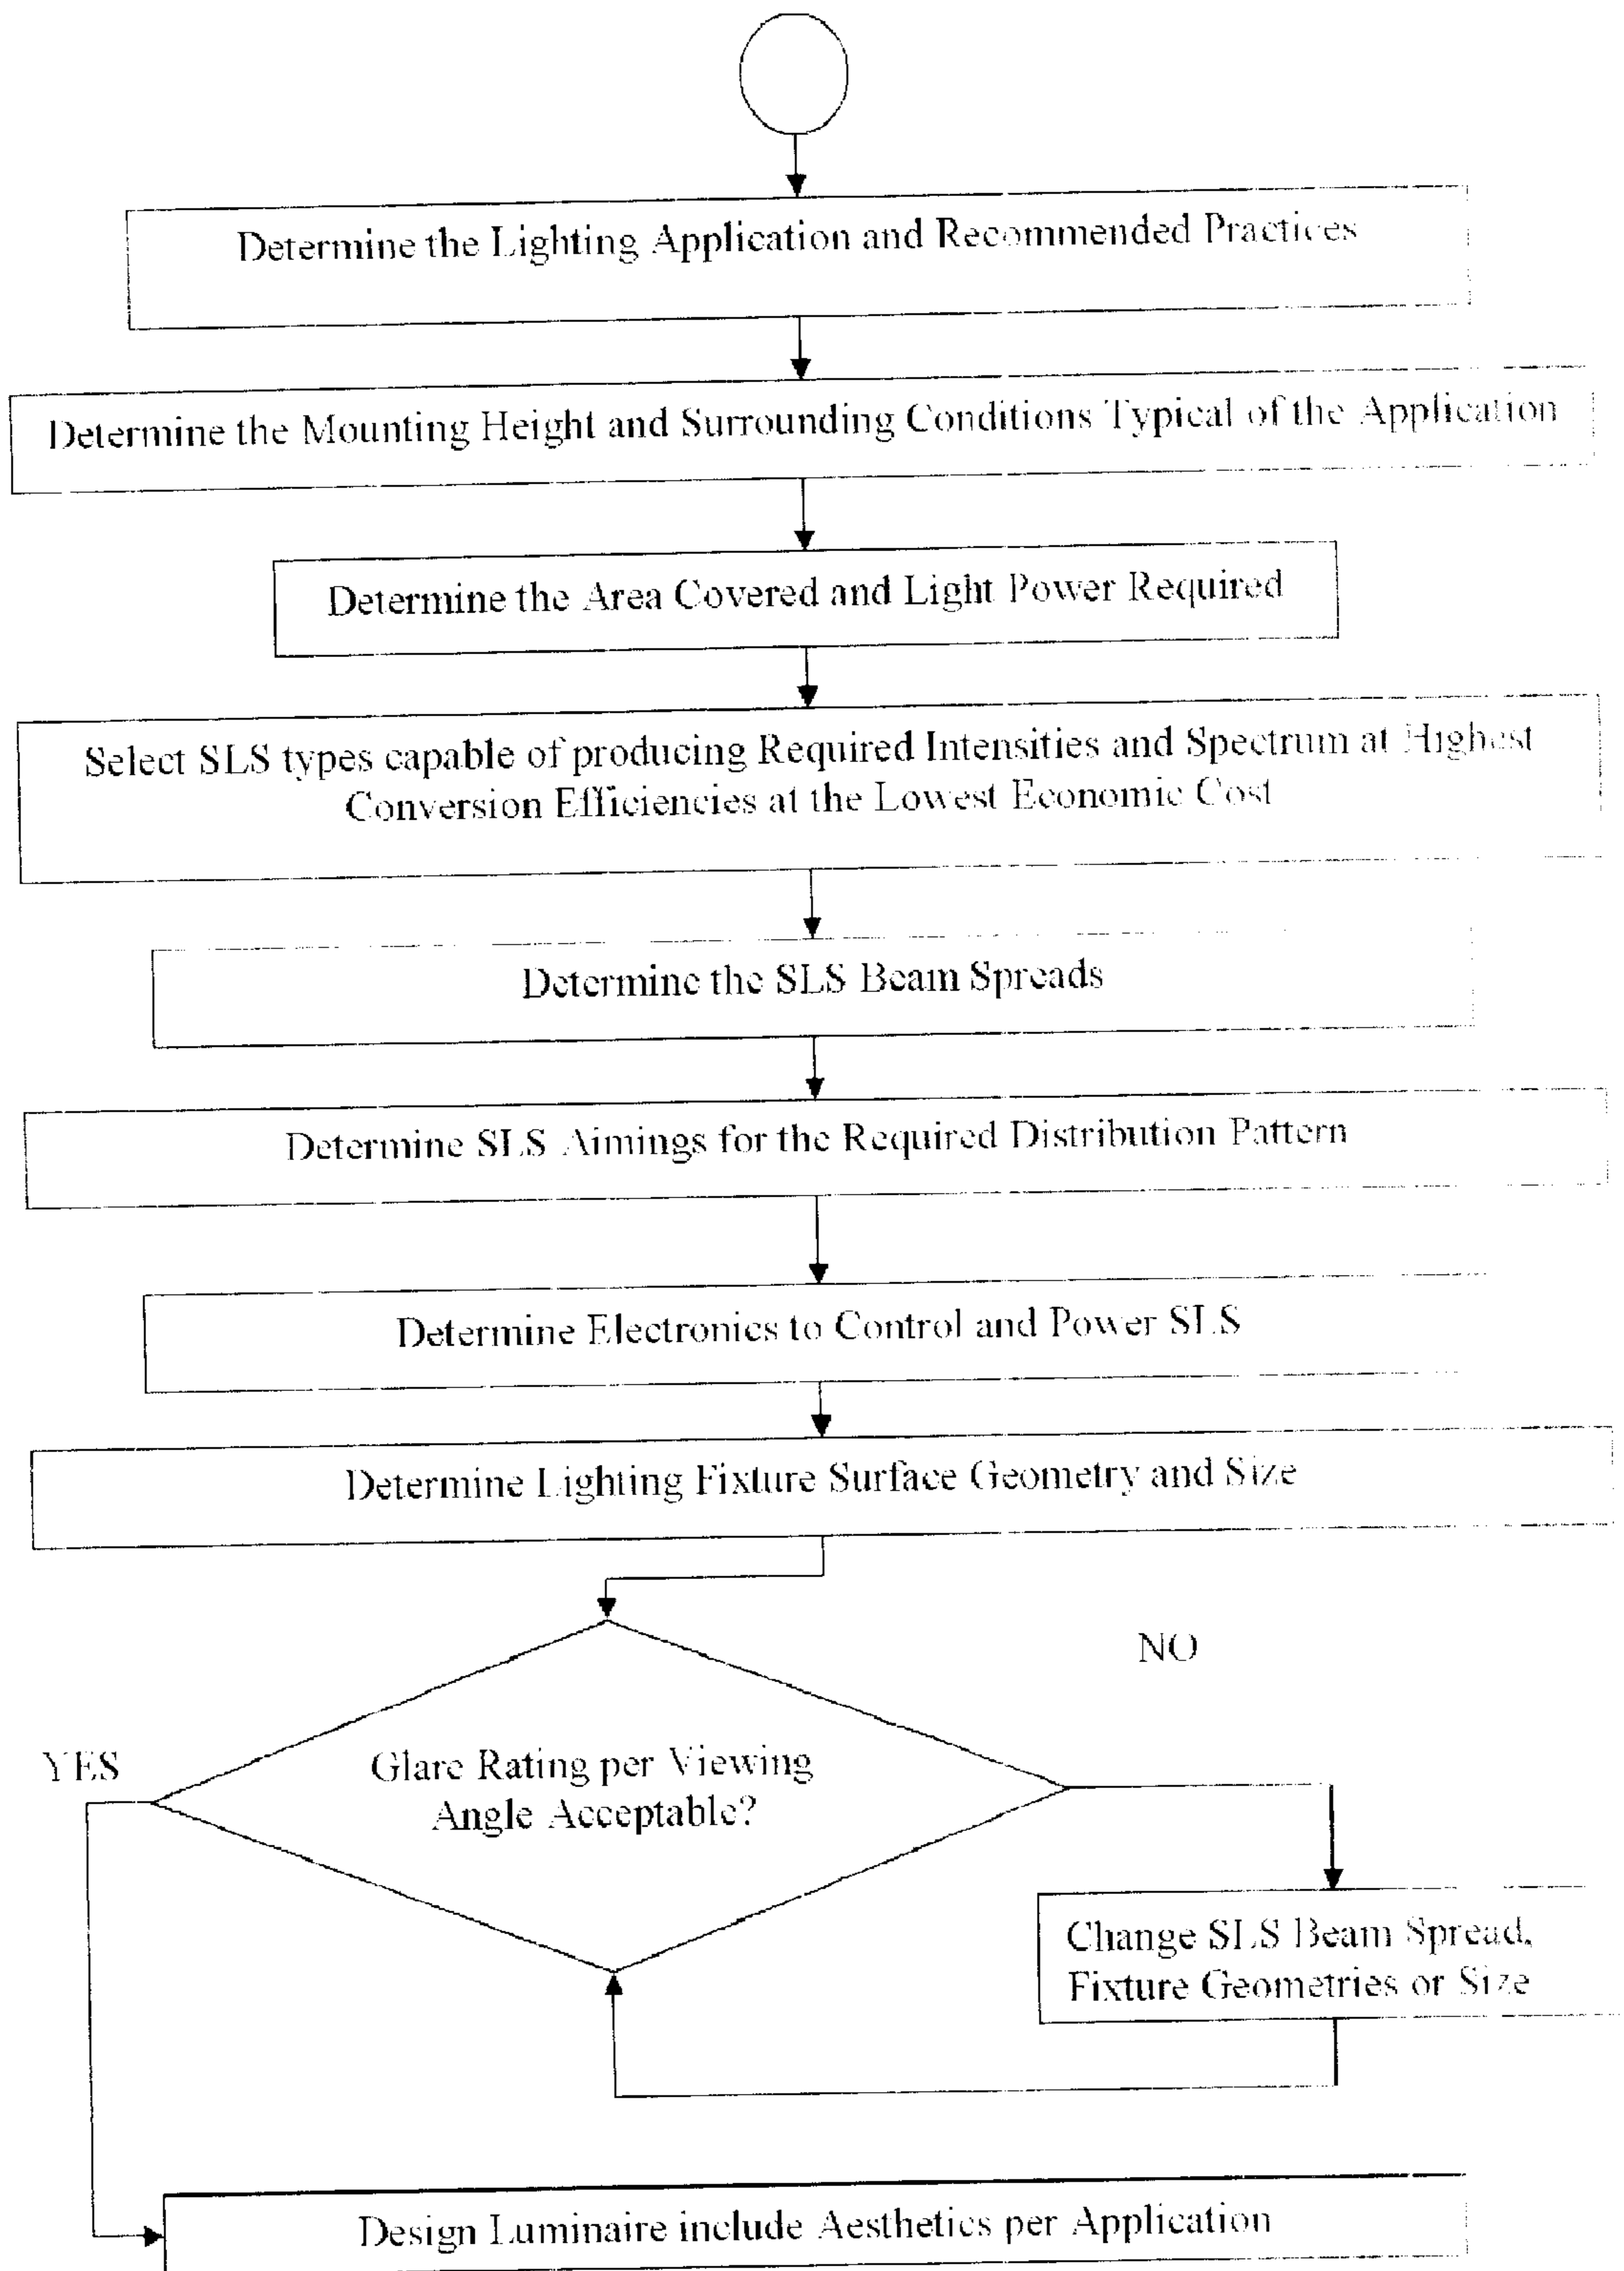 Determine the Lighting Application and Recommended Practices
Determine the Mounting Height and Surrounding Conditions Typical of the Application
Determine the Area Covered and Light Power Required
Select SLS types capable of producing Required Intensities and Spectrum at Highest
Conversion Efficiencies at the Lowest Economic Cost
Determine the SLS Beam Spreads
Determine SLS Aimings for the Required Distribution Pattern
Determine Electronics to Control and Power SLS
Determine Lighting Fixture Surface Geometry and Size
NO
YES
Glare Rating per Viewing
Angle Acceptable?
Change SLS Beam Spread,
Fixture Geometries or Size
Design Luminaire include Aesthetics per Application